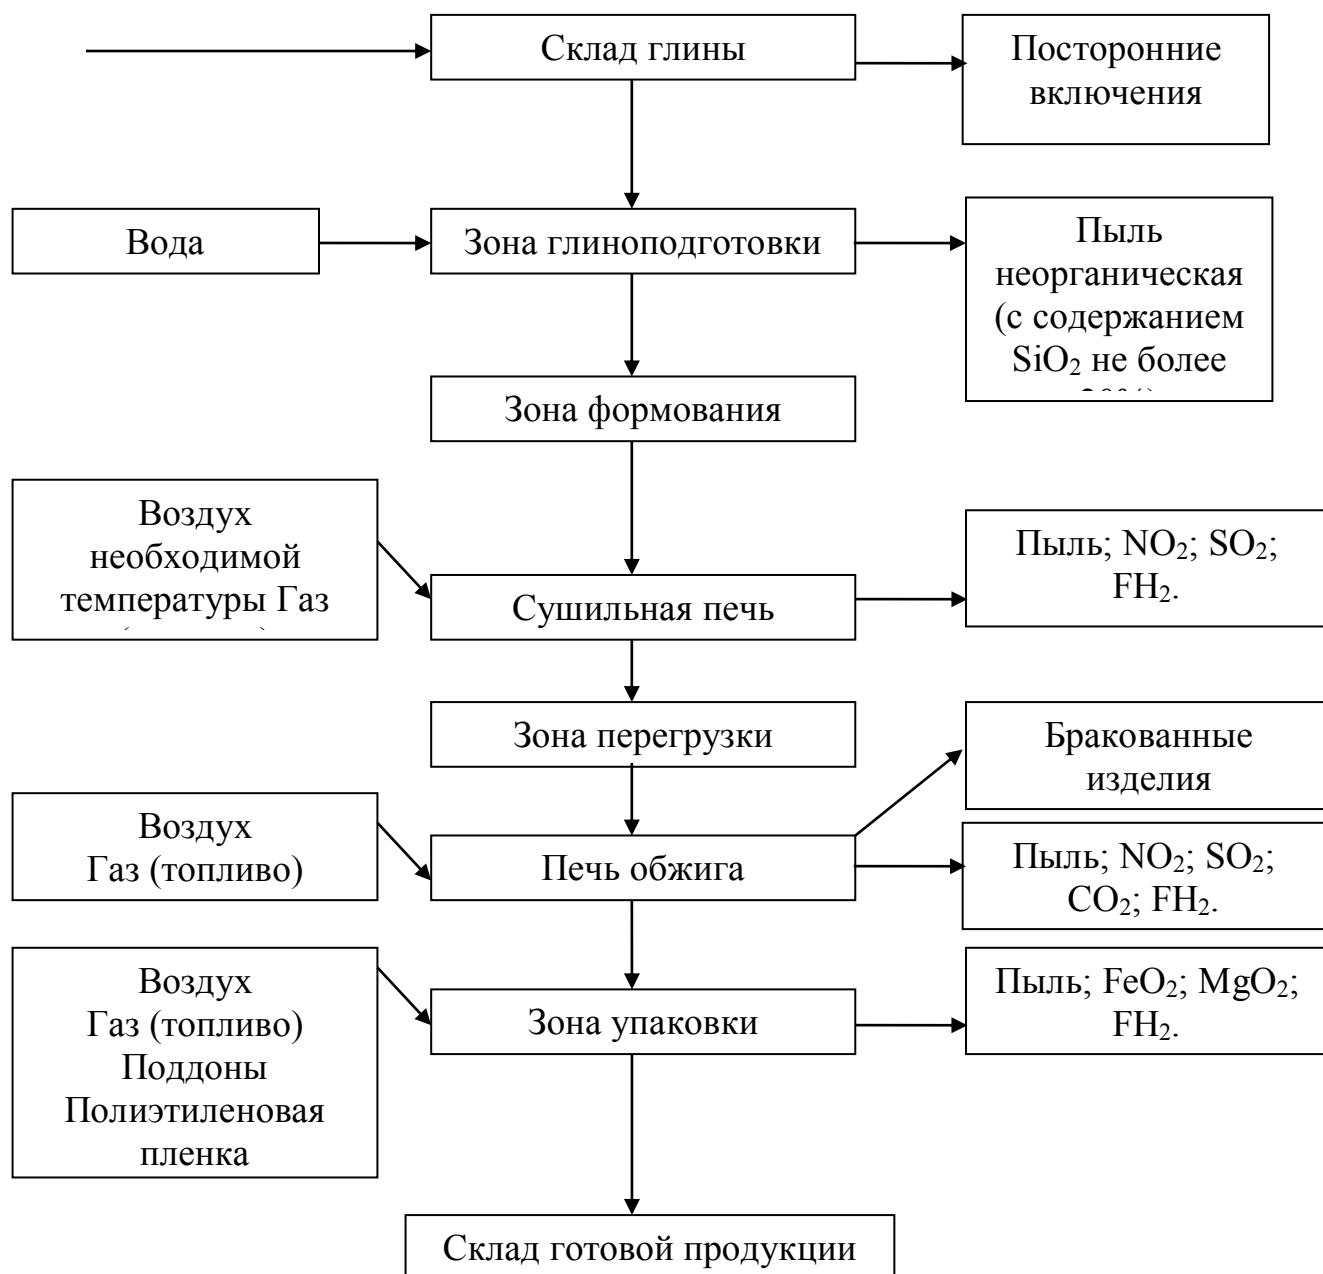 Склад глины
Посторонние
включения
Вода
Зона глиноподготовки
Пыль
неорганическая
(с содержанием
SiO₂ не более
Зона формования
Воздух
необходимой
температуры Газ
Сушильная печь
Пыль; NO₂; SO₂;
FH₂.
Зона перегрузки
Бракованные
изделия
Воздух
Газ (топливо)
Печь обжига
Пыль; NO₂; SO₂;
CO₂; FH₂.
Воздух
Газ (топливо)
Поддоны
Полиэтиленовая
пленка
Зона упаковки
Пыль; FeO₂; MgO₂;
FH₂.
Склад готовой продукции